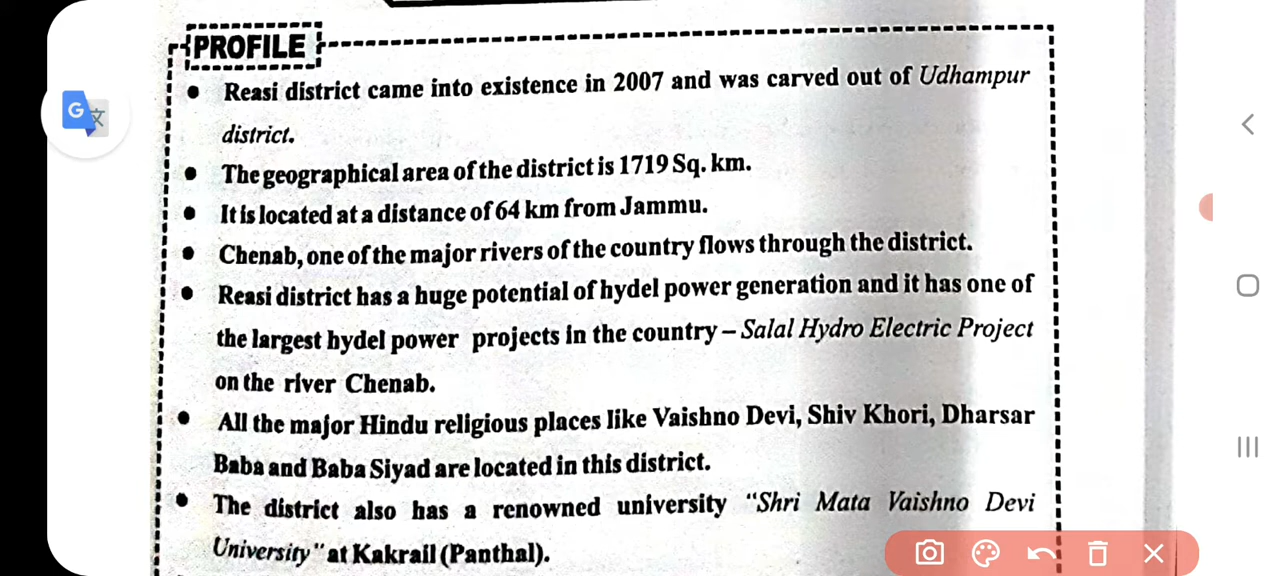 PROFILE
• Reasi district came into existence in 2007 and was carved out of Udhampur
district.
• The geographical area of the district is 1719 Sq. km.
• It is located at a distance of 64 km from Jammu.
• Chenab, one of the major rivers of the country flows through the district.
• Reasi district has a huge potential of hydel power generation and it has one of
the largest hydel power projects in the country – Salal Hydro Electric Project
on the river Chenab.
• All the major Hindu religious places like Vaishno Devi, Shiv Khori, Dharsar
Baba and Baba Siyad are located in this district.
• The district also has a renowned university "Shri Mata Vaishno Devi
University" at Kakrail (Panthal).